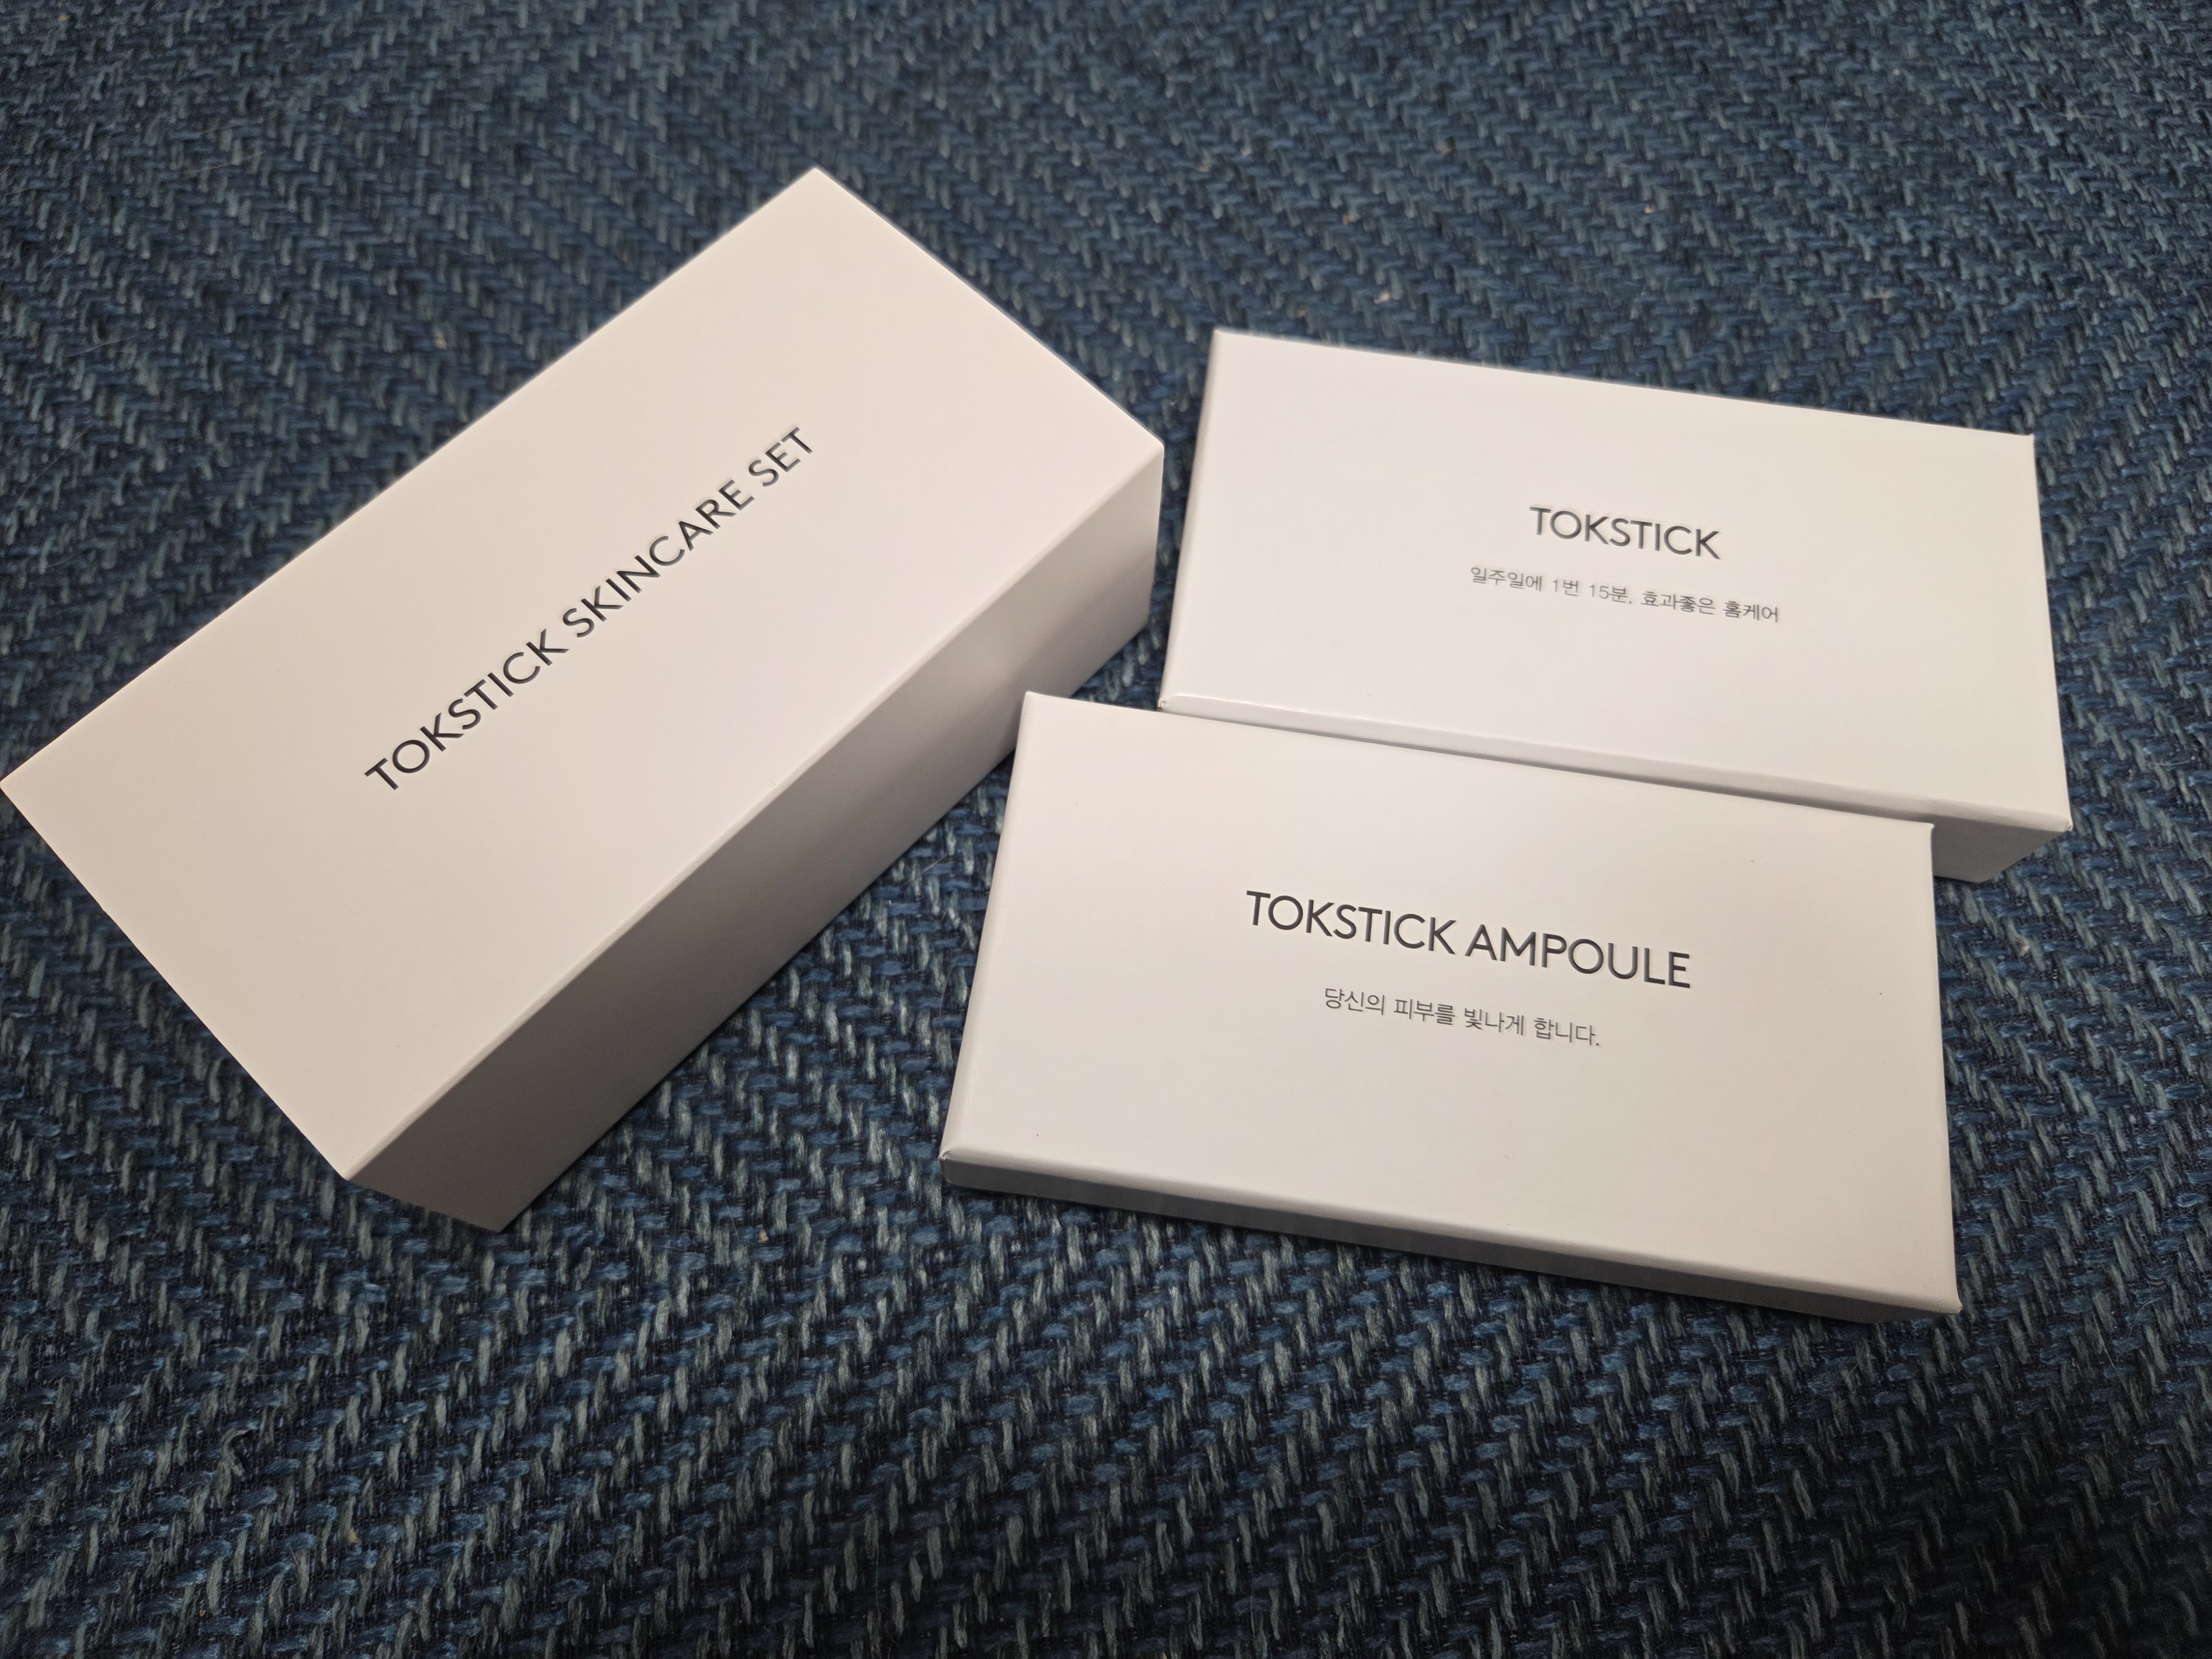 TOKSTICK SKINCARE SET
TOKSTICK
일주일에 1번 15분, 효과좋은 홈케어
TOKSTICK AMPOULE
당신의 피부를 빛나게 합니다.